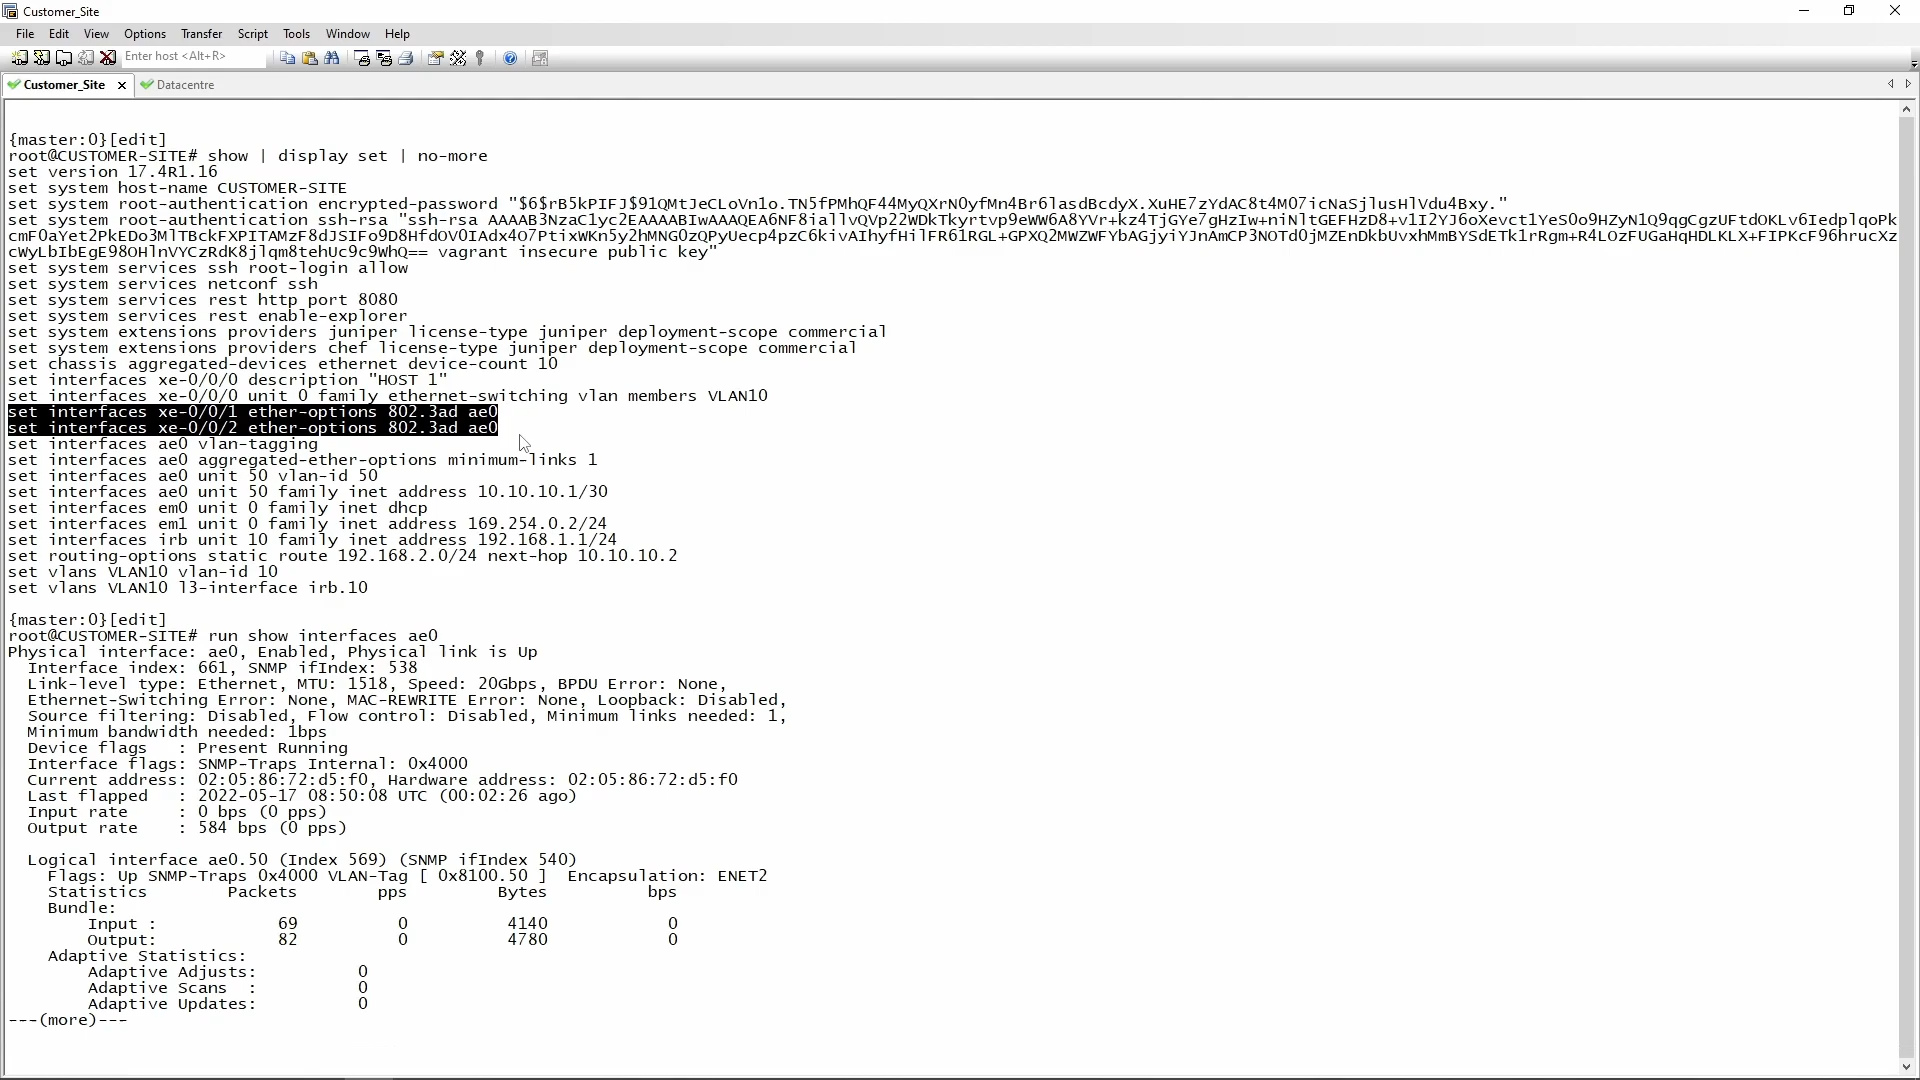 Customer_Site
File Edit View Options Transfer Script Tools Window Help
Enter host <Alt+R>
Customer_Site Datacentre
{master:0}[edit]
root@CUSTOMER-SITE# show | display set | no-more
set version 17.4R1.16
set system host-name CUSTOMER-SITE
set system root-authentication encrypted-password "$6$rB5kPIFJ$91QMtJeCLoVn1o.TN5fPMhQF44MyQXrN0yfMn4Br6lasdBcdyX.XuHE7zYdAC8t4M07icNaSjlusHlVdu4Bxy."
set system root-authentication ssh-rsa "ssh-rsa AAAAB3NzaC1yc2EAAAABIwAAAQEA6NF8iallvQVp22WDkTkyrtvp9eWW6A8YVr+kz4TjGYe7gHzIw+niNltGEFHzD8+v1I2YJ6oXevct1YeS0o9HZyN1Q9qgCgzUFtdOKLv6IedplqoPk
cmF0aYet2PkEDo3MlTBckFXPITAMzF8dJSIFo9D8HfdOV0IAdx4O7PtixWKn5y2hMNG0zQPyUecp4pzC6kivAIhyfHilFR61RGL+GPXQ2MWZWFYbAGjyiYJnAmCP3NOTd0jMZEnDkbUvxhMmBYSdETk1rRgm+R4LOzFUGaHqHDLKLX+FIPKcF96hrucXz
cWyLbIbEgE98OHlnVYCzRdK8jlqm8tehUc9c9WhQ== vagrant insecure public key"
set system services ssh root-login allow
set system services netconf ssh
set system services rest http port 8080
set system services rest enable-explorer
set system extensions providers juniper license-type juniper deployment-scope commercial
set system extensions providers chef license-type juniper deployment-scope commercial
set chassis aggregated-devices ethernet device-count 10
set interfaces xe-0/0/0 description "HOST 1"
set interfaces xe-0/0/0 unit 0 family ethernet-switching vlan members VLAN10
set interfaces xe-0/0/1 ether-options 802.3ad ae0
set interfaces xe-0/0/2 ether-options 802.3ad ae0
set interfaces ae0 vlan-tagging
set interfaces ae0 aggregated-ether-options minimum-links 1
set interfaces ae0 unit 50 vlan-id 50
set interfaces ae0 unit 50 family inet address 10.10.10.1/30
set interfaces em0 unit 0 family inet dhcp
set interfaces em1 unit 0 family inet address 169.254.0.2/24
set interfaces irb unit 10 family inet address 192.168.1.1/24
set routing-options static route 192.168.2.0/24 next-hop 10.10.10.2
set vlans VLAN10 vlan-id 10
set vlans VLAN10 l3-interface irb.10
{master:0}[edit]
root@CUSTOMER-SITE# run show interfaces ae0
Physical interface: ae0, Enabled, Physical link is Up
Interface index: 661, SNMP ifIndex: 538
Link-level type: Ethernet, MTU: 1518, Speed: 20Gbps, BPDU Error: None,
Ethernet-Switching Error: None, MAC-REWRITE Error: None, Loopback: Disabled,
Source filtering: Disabled, Flow control: Disabled, Minimum links needed: 1,
Minimum bandwidth needed: 1bps
Device flags : Present Running
Interface flags: SNMP-Traps Internal: 0x4000
Current address: 02:05:86:72:d5:f0, Hardware address: 02:05:86:72:d5:f0
Last flapped : 2022-05-17 08:50:08 UTC (00:02:26 ago)
Input rate : 0 bps (0 pps)
Output rate : 584 bps (0 pps)
Logical interface ae0.50 (Index 569) (SNMP ifIndex 540)
Flags: Up SNMP-Traps 0x4000 VLAN-Tag [ 0x8100.50 ] Encapsulation: ENET2
Statistics Packets pps Bytes bps
Bundle:
Input : 69 0 4140 0
Output: 82 0 4780 0
Adaptive Statistics:
Adaptive Adjusts: 0
Adaptive Scans : 0
Adaptive Updates: 0
---(more)---